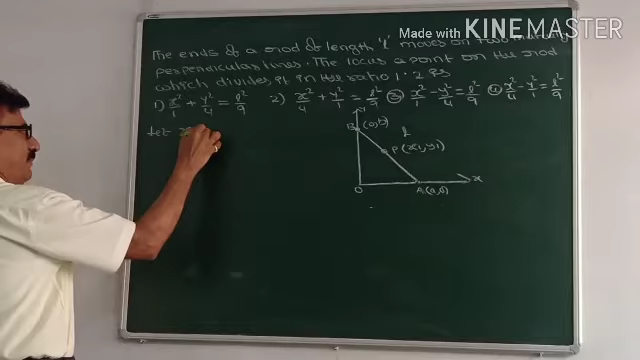 Made with KINEMASTER
The ends of a rod of length 'l' moves on two
perpendicular lines. The locus a point on the rod
which divides it in the ratio 1:2 is
1) x²/1 + y²/4 = l²/9 2) x²/4 + y²/1 = l²/9 3) x²/1 - y²/4 = l²/9 4) x²/4 - y²/1 = l²/9
Let
B (0,b) l
P(x1,y1)
O A(a,0) x